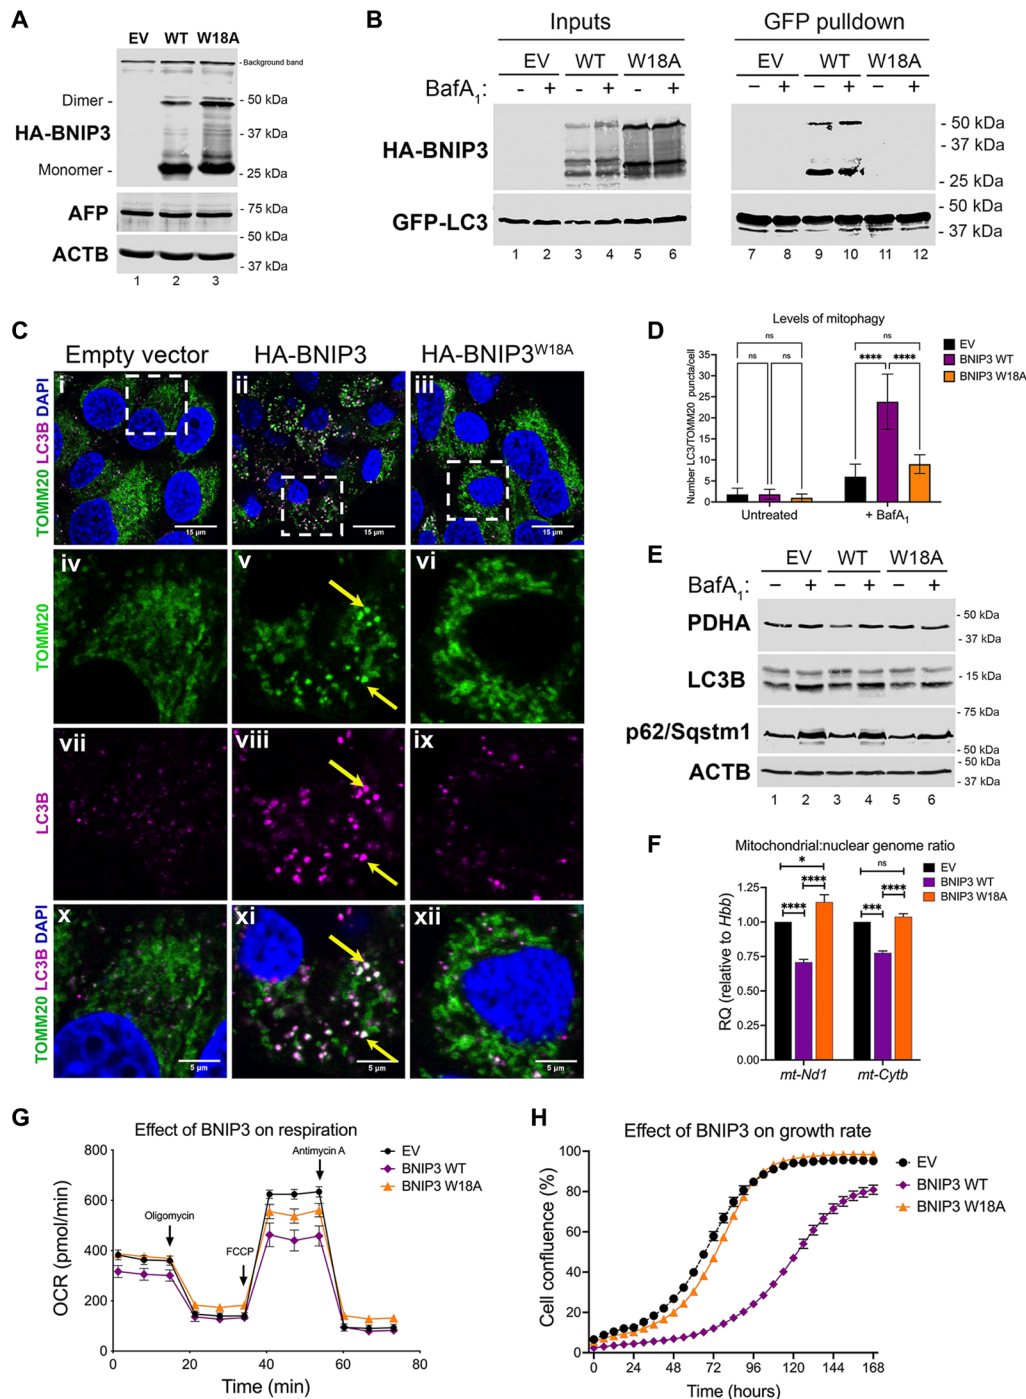 A
EV WT W18A
Background band
Dimer -
- 50 kDa
HA-BNIP3
- 37 kDa
Monomer -
- 25 kDa
AFP
- 75 kDa
- 50 kDa
ACTB
- 37 kDa
1 2 3
B
Inputs
GFP pulldown
EV WT W18A
EV WT W18A
BafA1: - + - + - +
- + - + - +
HA-BNIP3
- 50 kDa
- 37 kDa
- 25 kDa
GFP-LC3
- 50 kDa
- 37 kDa
1 2 3 4 5 6
7 8 9 10 11 12
C
Empty vector
HA-BNIP3
HA-BNIP3W18A
TOMM20 LC3B DAPI
i
ii
iii
15 µm
15 µm
15 µm
TOMM20
iv
v
vi
LC3B
vii
viii
ix
TOMM20 LC3B DAPI
x
xi
xii
5 µm
5 µm
5 µm
D
Levels of mitophagy
Number LC3/TOMM20 puncta/cell
35
30
25
20
15
10
5
0
ns
ns ns
ns
**** ****
Untreated
+ BafA1
EV
BNIP3 WT
BNIP3 W18A
E
EV WT W18A
BafA1: − + − + − +
PDHA
- 50 kDa
- 37 kDa
LC3B
- 15 kDa
p62/Sqstm1
- 75 kDa
- 50 kDa
ACTB
- 50 kDa
- 37 kDa
1 2 3 4 5 6
F
Mitochondrial:nuclear genome ratio
RQ (relative to Hbb)
1.25
1.00
0.75
0.50
0.25
0.00
*
****
****
ns
****
***
mt-Nd1
mt-Cytb
EV
BNIP3 WT
BNIP3 W18A
G
Effect of BNIP3 on respiration
OCR (pmol/min)
800
600
400
200
0
Oligomycin
FCCP
Antimycin A
EV
BNIP3 WT
BNIP3 W18A
0 20 40 60 80
Time (min)
H
Effect of BNIP3 on growth rate
Cell confluence (%)
100
80
60
40
20
0
EV
BNIP3 WT
BNIP3 W18A
0 24 48 72 96 120 144 168
Time (hours)